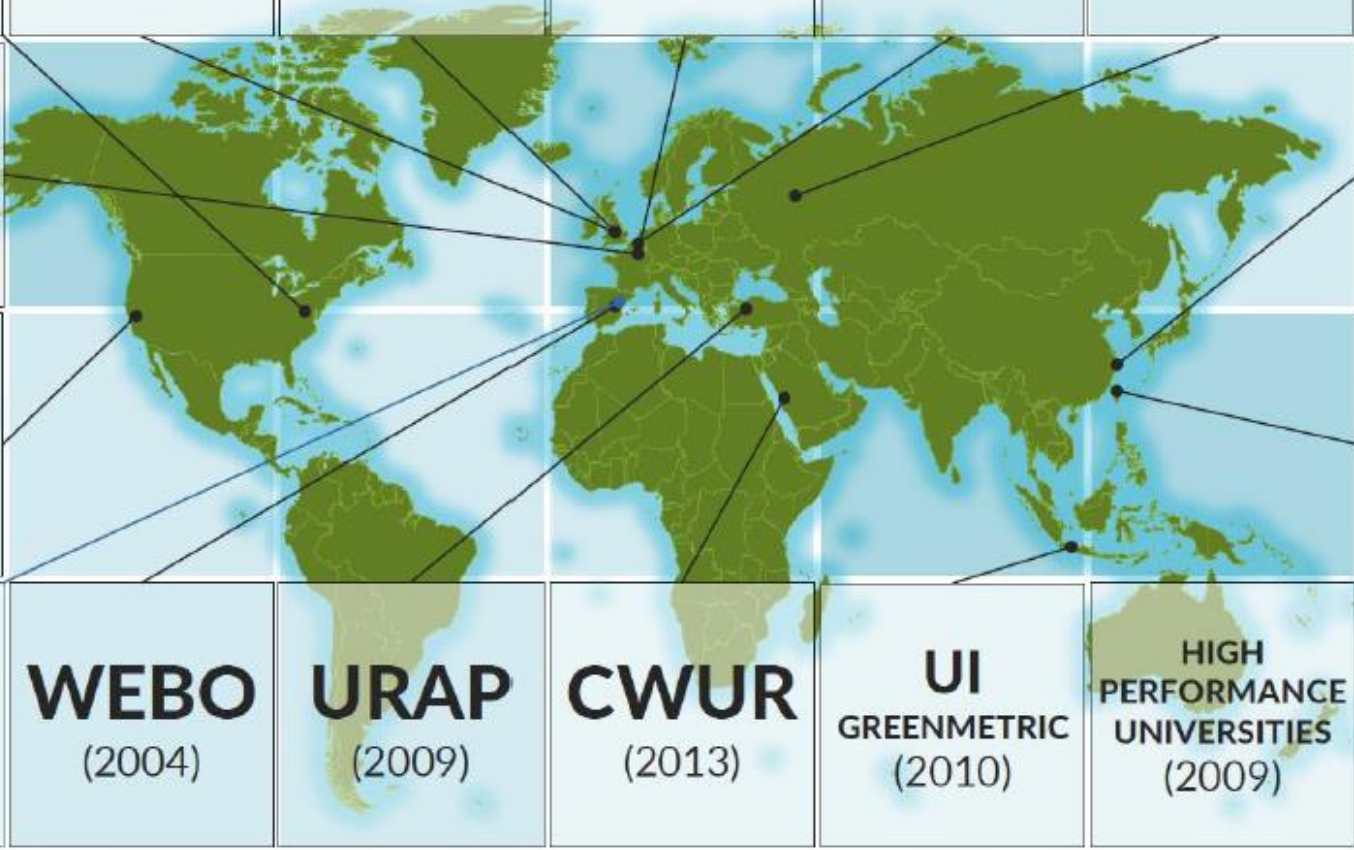 WEBO
(2004)
URAP
(2009)
CWUR
(2013)
UI
GREENMETRIC
(2010)
HIGH
PERFORMANCE
UNIVERSITIES
(2009)